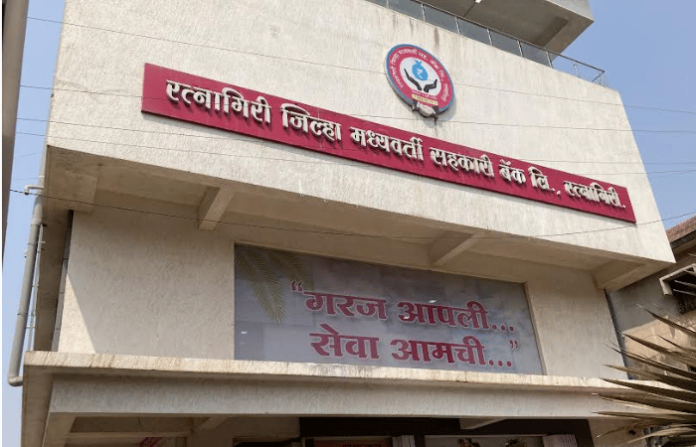 रत्नागिरी जिल्हा मध्यवर्ती सहकारी बँक लि., रत्नागिरी.
“गरज आपली...
सेवा आमची...”